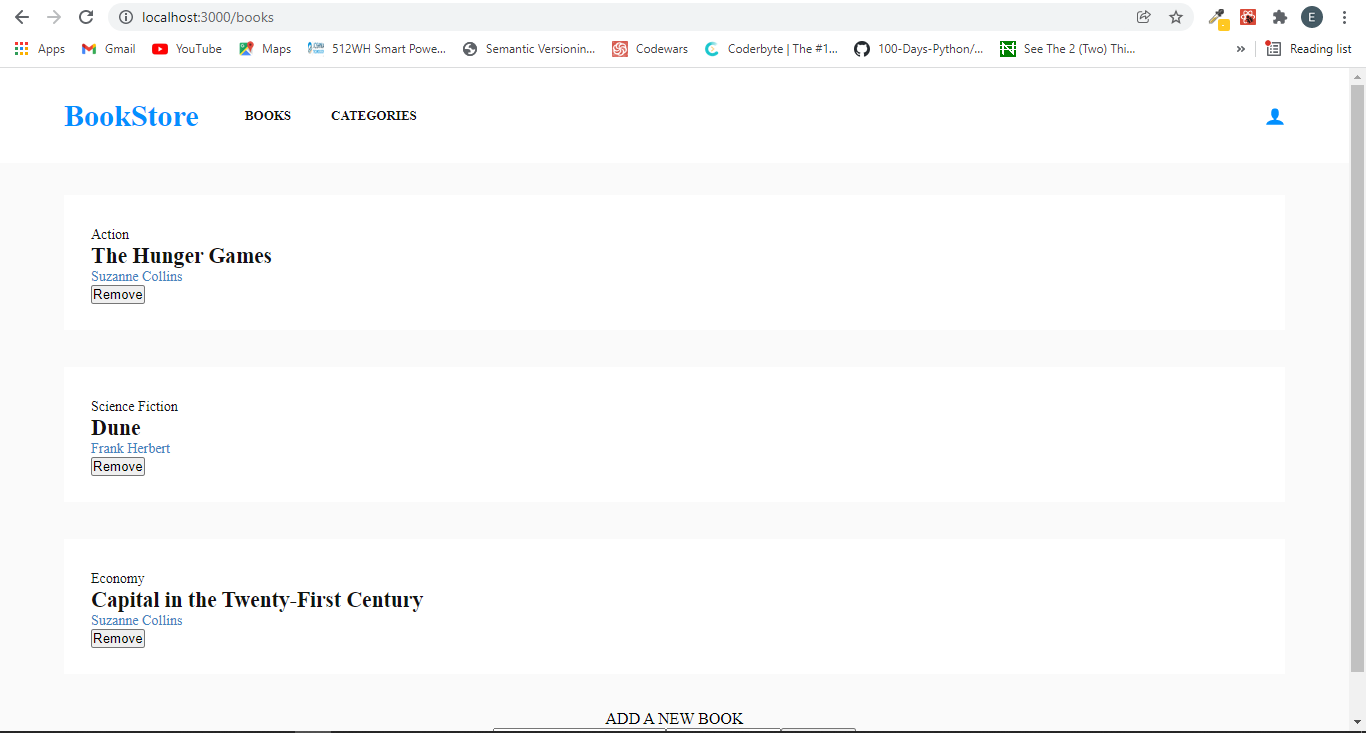 localhost:3000/books
E
Apps Gmail YouTube Maps 512WH Smart Powe... Semantic Versionin... Codewars Coderbyte | The #1... 100-Days-Python/... See The 2 (Two) Thi... » Reading list
BookStore BOOKS CATEGORIES
Action
The Hunger Games
Suzanne Collins
Remove
Science Fiction
Dune
Frank Herbert
Remove
Economy
Capital in the Twenty-First Century
Suzanne Collins
Remove
ADD A NEW BOOK